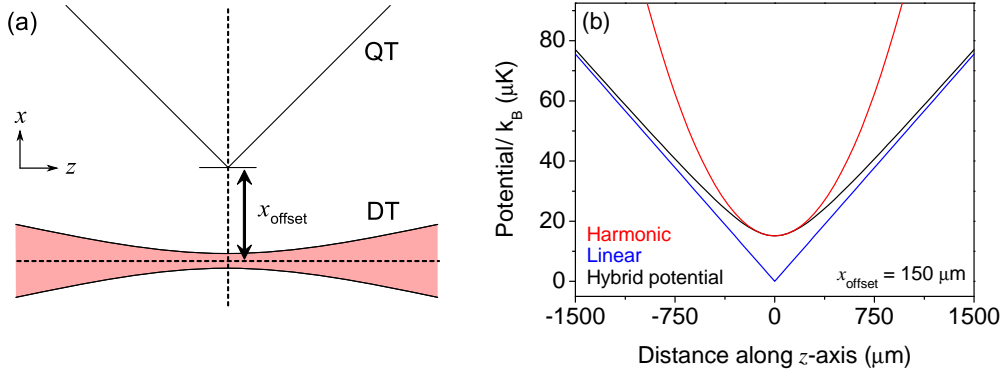 (a)
QT
x
z
x_offset
DT
(b)
Potential/ k_B (μK)
80
60
40
20
0
Harmonic
Linear
Hybrid potential
x_offset = 150 μm
-1500 -750 0 750 1500
Distance along z-axis (μm)